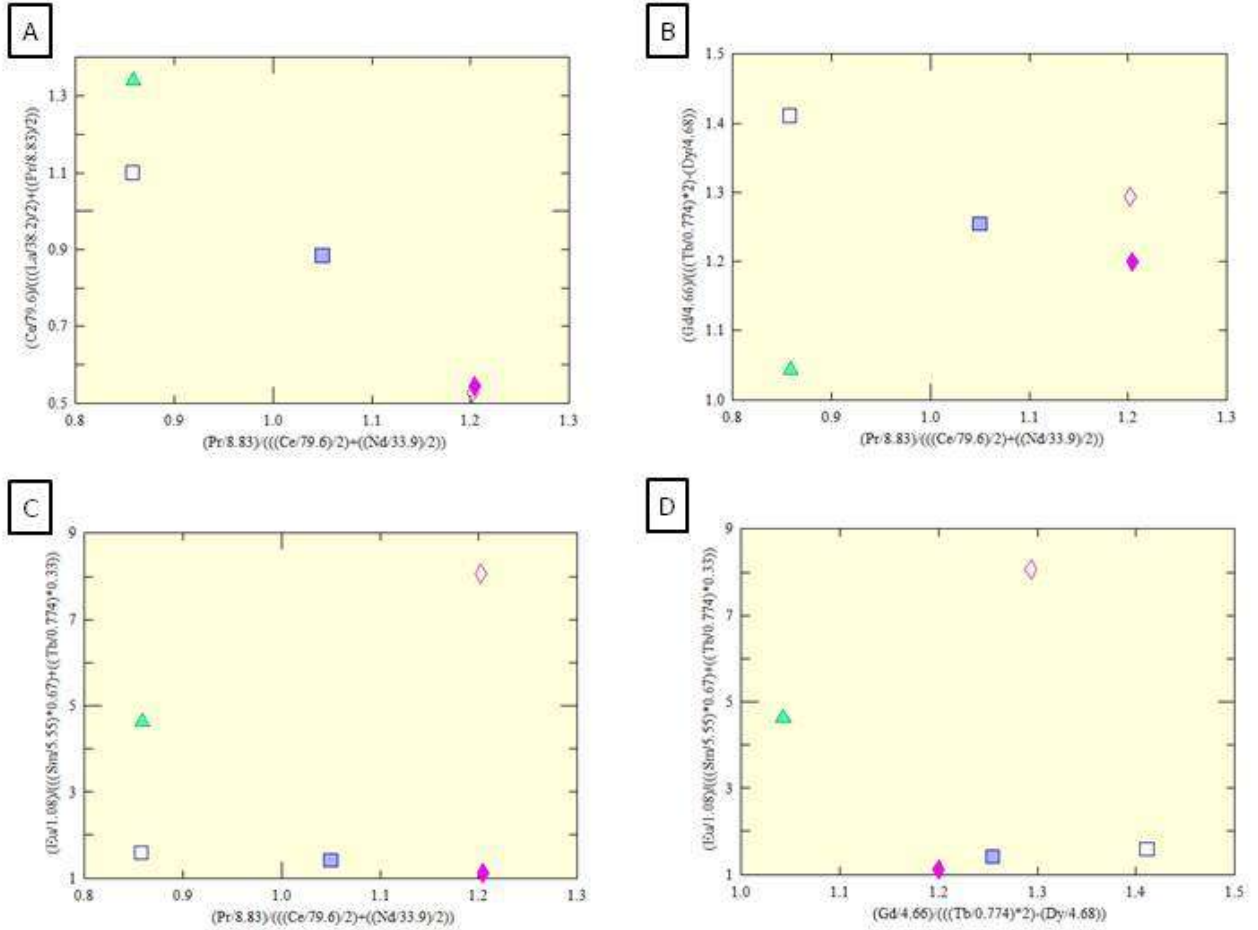 A
1.3
1.1
0.9
0.7
0.5
0.8 0.9 1.0 1.1 1.2 1.3
((Ce/79.6)/(((La/38.2)/2)+((Pr/8.83)/2))
(Pr/8.83)/((((Ce/79.6)/2)+((Nd/33.9)/2))
B
1.5
1.4
1.3
1.2
1.1
1.0
0.8 0.9 1.0 1.1 1.2 1.3
((Gd/4,66)/(((Tb/0.774)*2)-(Dy/4,68))
(Pr/8.83)/((((Ce/79.6)/2)+((Nd/33.9)/2))
C
9
7
5
3
1
0.8 0.9 1.0 1.1 1.2 1.3
((Eu/1.08)/(((Sm/5.55)*0.67)+((Tb/0.774)*0.33))
(Pr/8.83)/((((Ce/79.6)/2)+((Nd/33.9)/2))
D
9
7
5
3
1
1.0 1.1 1.2 1.3 1.4 1.5
((Eu/1.08)/(((Sm/5.55)*0.67)+((Tb/0.774)*0.33))
(Gd/4,66)/(((Tb/0.774)*2)-(Dy/4.68))